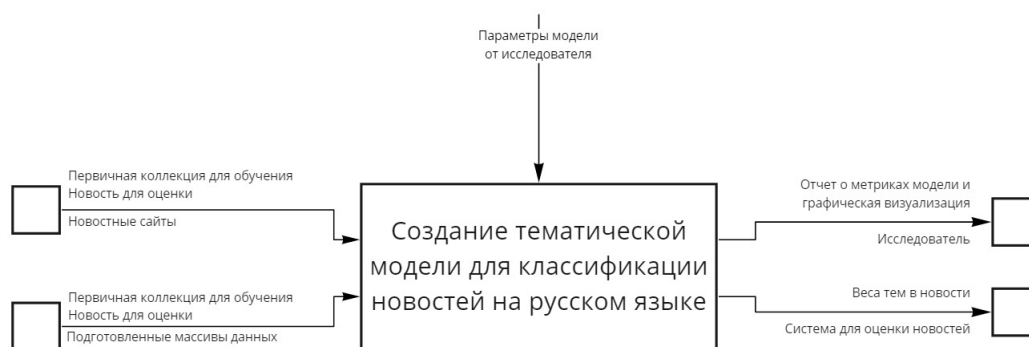 Параметры модели
от исследователя
Первичная коллекция для обучения
Новость для оценки
Новостные сайты
Первичная коллекция для обучения
Новость для оценки
Подготовленные массивы данных
Создание тематической
модели для классификации
новостей на русском языке
Отчет о метриках модели и
графическая визуализация
Исследователь
Веса тем в новости
Система для оценки новостей